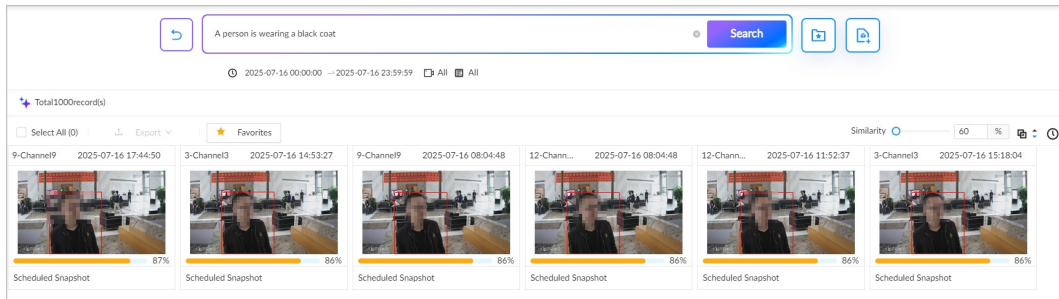 A person is wearing a black coat
Search
2025-07-16 00:00:00 → 2025-07-16 23:59:59 All All
Total1000record(s)
Select All (0) Export Favorites Similarity 60 %
9-Channel9 2025-07-16 17:44:50 3-Channel3 2025-07-16 14:53:27 9-Channel9 2025-07-16 08:04:48 12-Chann... 2025-07-16 08:04:48 12-Chann... 2025-07-16 11:52:37 3-Channel3 2025-07-16 15:18:04
87% 86% 86% 86% 86% 86%
Scheduled Snapshot Scheduled Snapshot Scheduled Snapshot Scheduled Snapshot Scheduled Snapshot Scheduled Snapshot